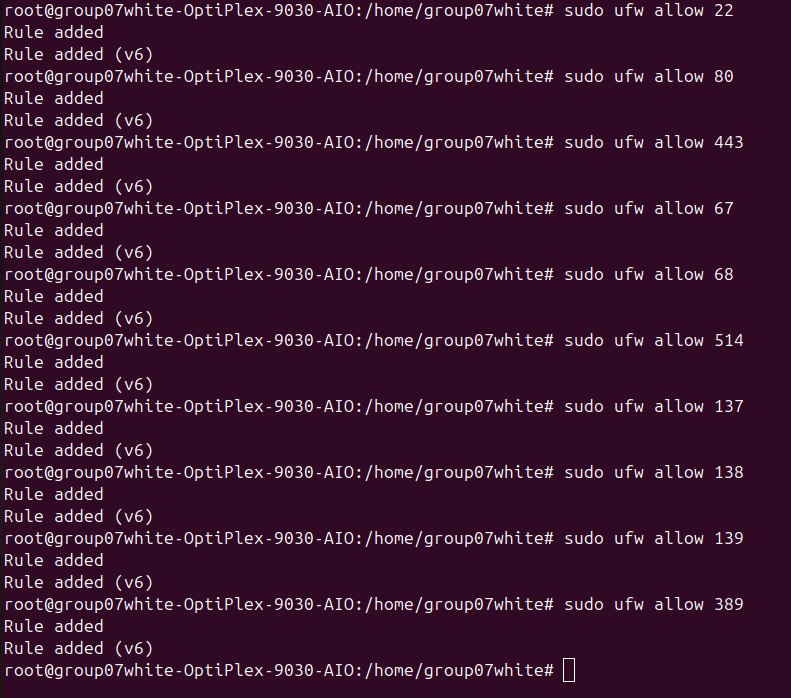 root@group07white-OptiPlex-9030-AIO:/home/group07white# sudo ufw allow 22
Rule added
Rule added (v6)
root@group07white-OptiPlex-9030-AIO:/home/group07white# sudo ufw allow 80
Rule added
Rule added (v6)
root@group07white-OptiPlex-9030-AIO:/home/group07white# sudo ufw allow 443
Rule added
Rule added (v6)
root@group07white-OptiPlex-9030-AIO:/home/group07white# sudo ufw allow 67
Rule added
Rule added (v6)
root@group07white-OptiPlex-9030-AIO:/home/group07white# sudo ufw allow 68
Rule added
Rule added (v6)
root@group07white-OptiPlex-9030-AIO:/home/group07white# sudo ufw allow 514
Rule added
Rule added (v6)
root@group07white-OptiPlex-9030-AIO:/home/group07white# sudo ufw allow 137
Rule added
Rule added (v6)
root@group07white-OptiPlex-9030-AIO:/home/group07white# sudo ufw allow 138
Rule added
Rule added (v6)
root@group07white-OptiPlex-9030-AIO:/home/group07white# sudo ufw allow 139
Rule added
Rule added (v6)
root@group07white-OptiPlex-9030-AIO:/home/group07white# sudo ufw allow 389
Rule added
Rule added (v6)
root@group07white-OptiPlex-9030-AIO:/home/group07white#